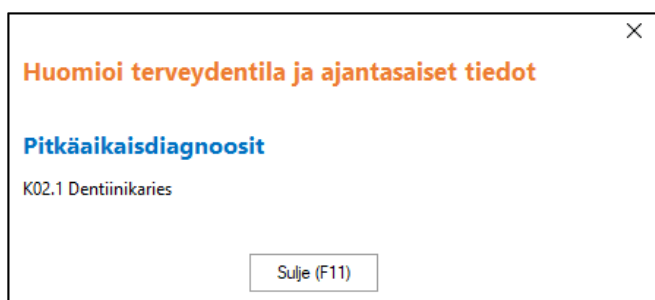 Huomioi terveydentila ja ajantasaiset tiedot
Pitkäaikaisdiagnoosit
K02.1 Dentiinikaries
Sulje (F11)